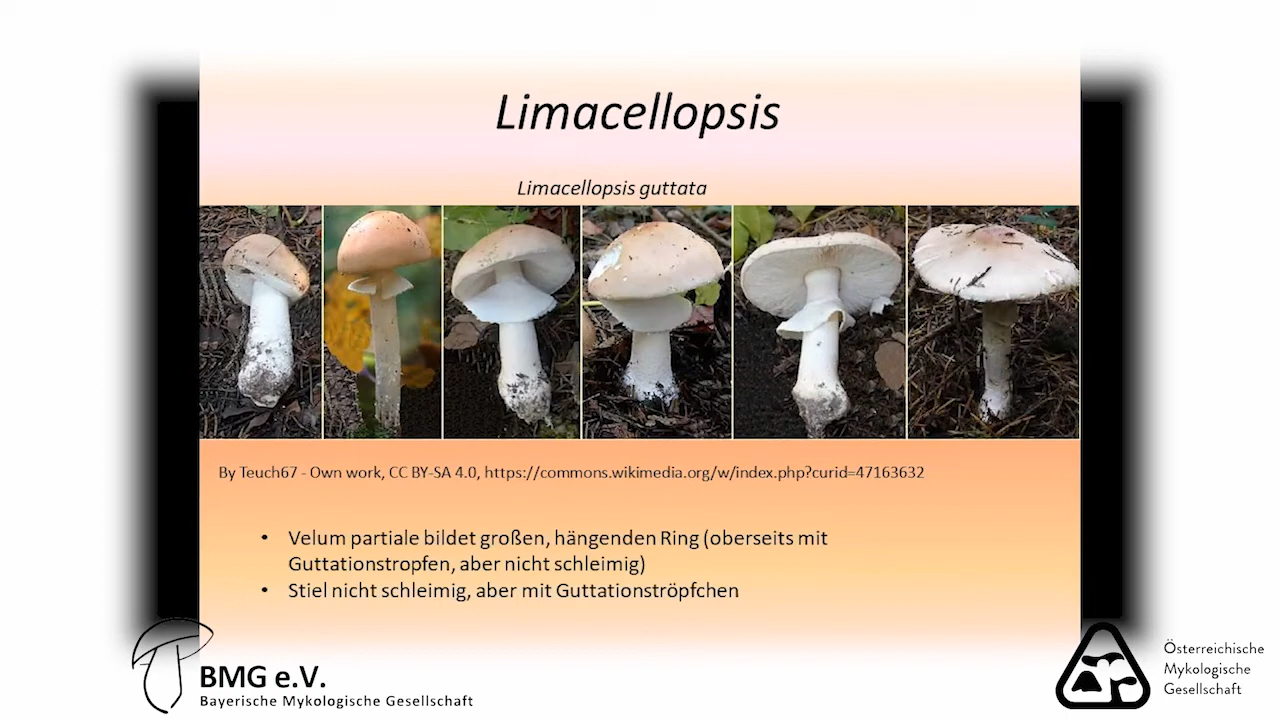 Limacellopsis
Limacellopsis guttata
By Teuch67 - Own work, CC BY-SA 4.0, https://commons.wikimedia.org/w/index.php?curid=47163632
• Velum partiale bildet großen, hängenden Ring (oberseits mit
Guttationstropfen, aber nicht schleimig)
• Stiel nicht schleimig, aber mit Guttationströpfchen
BMG e.V.
Bayerische Mykologische Gesellschaft
Österreichische
Mykologische
Gesellschaft